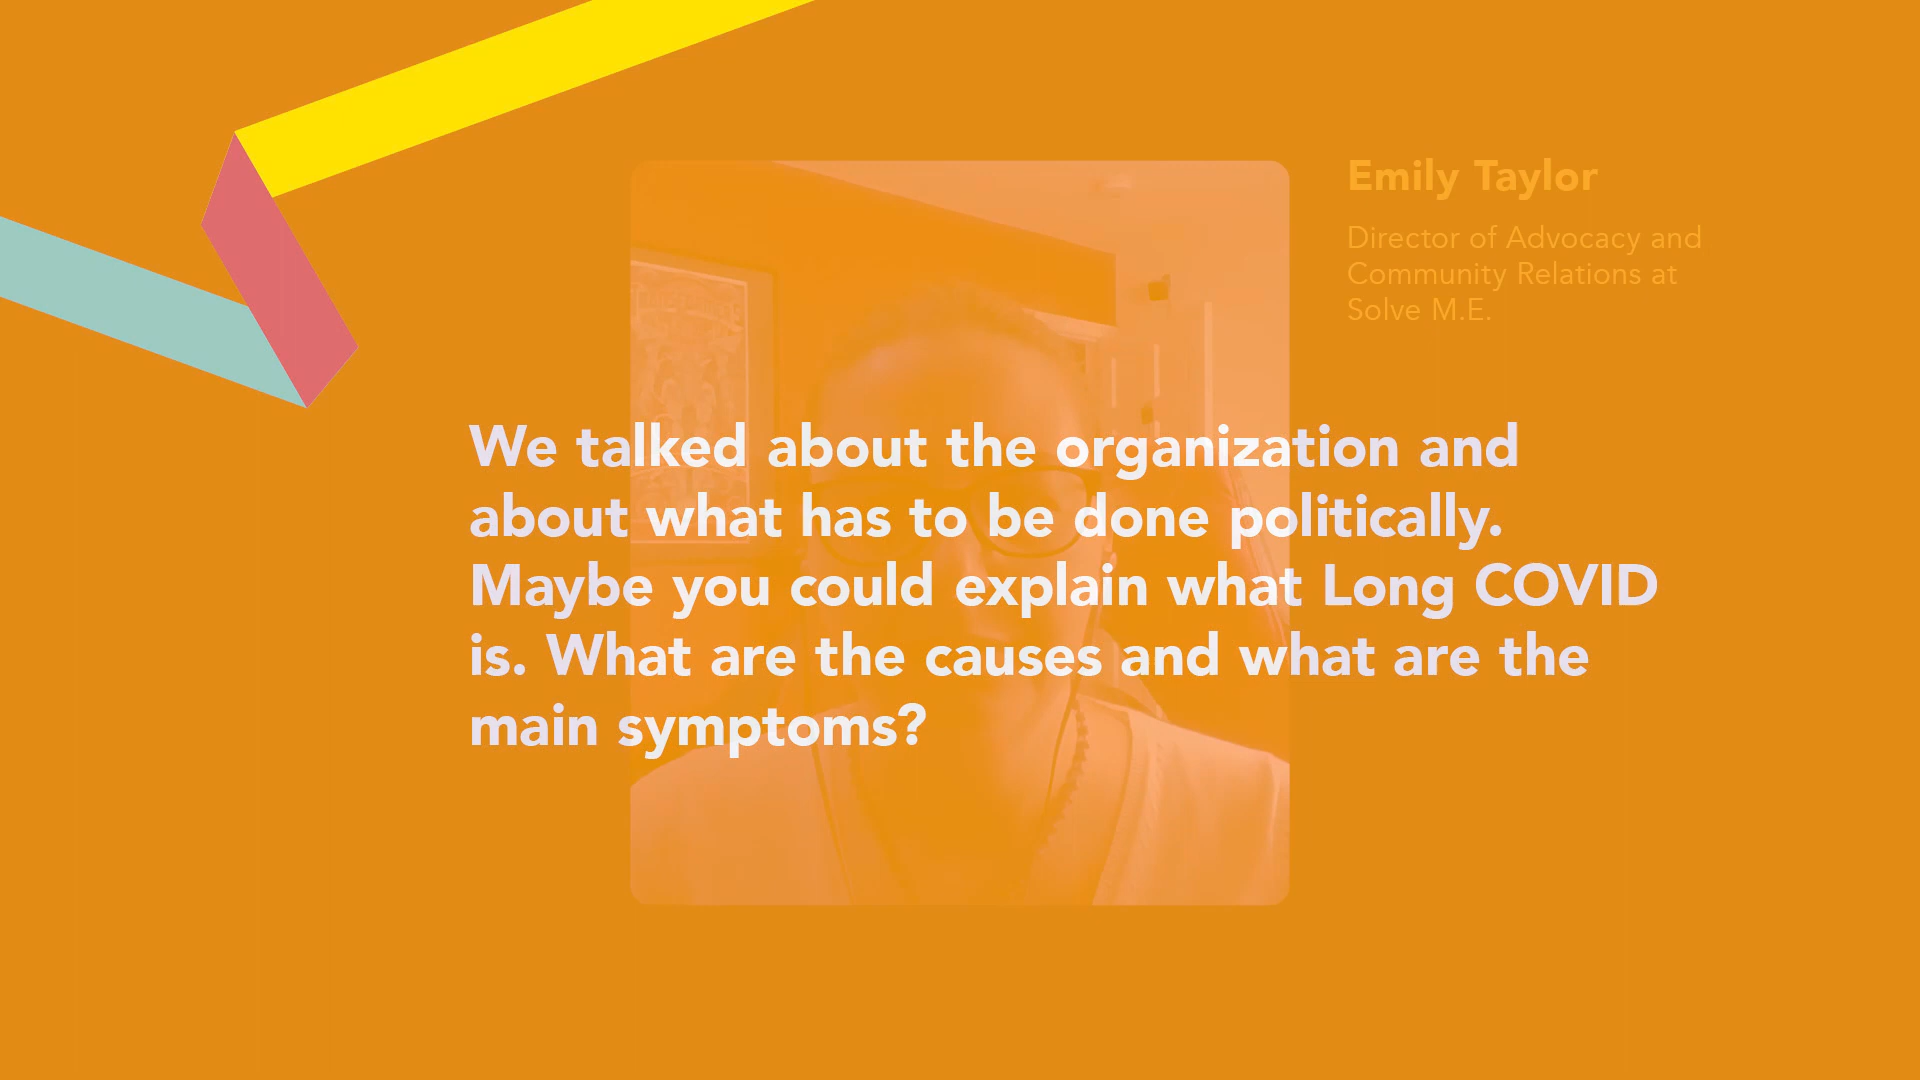 Emily Taylor
Director of Advocacy and
Community Relations at
Solve M.E.
We talked about the organization and
about what has to be done politically.
Maybe you could explain what Long COVID
is. What are the causes and what are the
main symptoms?